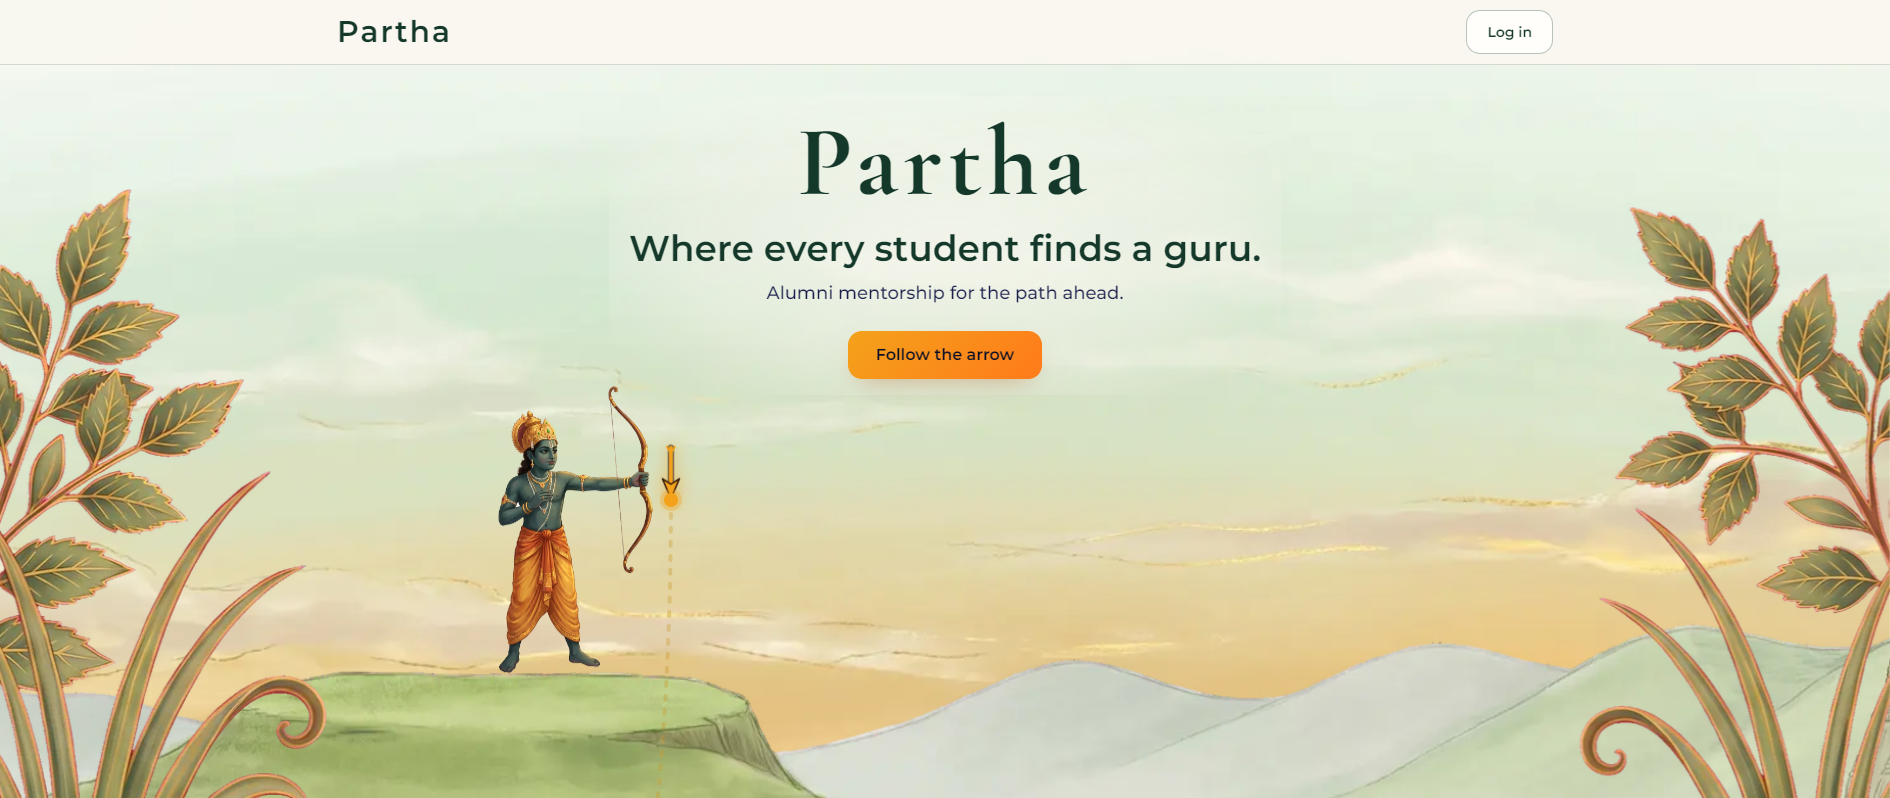 Partha
Log in
Partha
Where every student finds a guru.
Alumni mentorship for the path ahead.
Follow the arrow